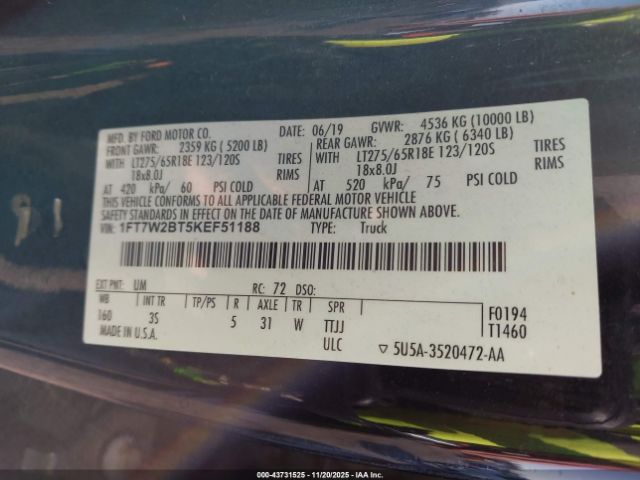 MFD. BY FORD MOTOR CO.
DATE: 06/19 GVWR: 4536 KG (10000 LB)
FRONT GAWR: 2359 KG (5200 LB) REAR GAWR: 2876 KG (6340 LB)
WITH LT275/65R18E 123/120S TIRES WITH LT275/65R18E 123/120S TIRES
18x8.0J RIMS 18x8.0J RIMS
AT 420 kPa/ 60 PSI COLD AT 520 kPa/ 75 PSI COLD
THIS VEHICLE CONFORMS TO ALL APPLICABLE FEDERAL MOTOR VEHICLE
SAFETY STANDARDS IN EFFECT ON THE DATE OF MANUFACTURE SHOWN ABOVE.
VIN: 1FT7W2BT5KEF51188 TYPE: Truck
EXT PNT: UM RC: 72 DSO:
WB INT TR TP/PS R AXLE TR SPR
160 3S 5 31 W TTJJ F0194
MADE IN U.S.A. ULC T1460
5U5A-3520472-AA
000-43731525 | 11/20/2025 | IAA Inc.